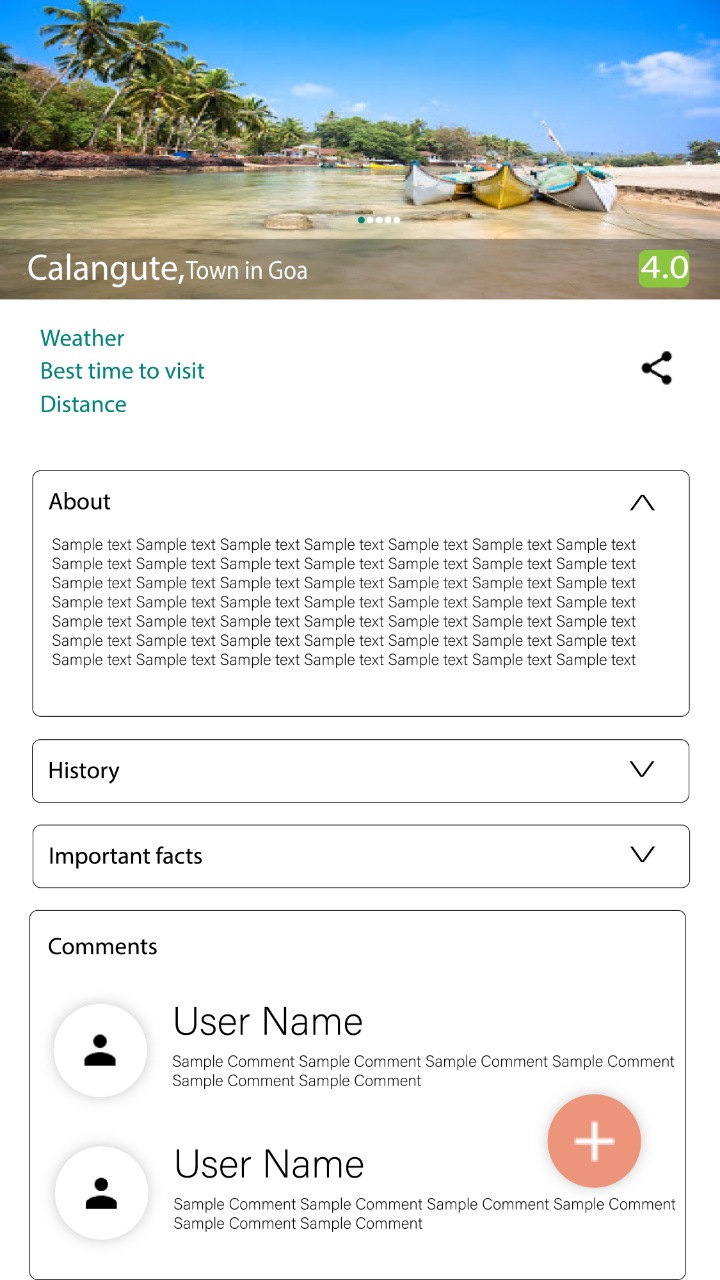 Calangute,Town in Goa
4.0
Weather
Best time to visit
Distance
About
Sample text Sample text Sample text Sample text Sample text Sample text Sample text
Sample text Sample text Sample text Sample text Sample text Sample text Sample text
Sample text Sample text Sample text Sample text Sample text Sample text Sample text
Sample text Sample text Sample text Sample text Sample text Sample text Sample text
Sample text Sample text Sample text Sample text Sample text Sample text Sample text
Sample text Sample text Sample text Sample text Sample text Sample text Sample text
Sample text Sample text Sample text Sample text Sample text Sample text Sample text
History
Important facts
Comments
User Name
Sample Comment Sample Comment Sample Comment Sample Comment
Sample Comment Sample Comment
User Name
Sample Comment Sample Comment Sample Comment Sample Comment
Sample Comment Sample Comment